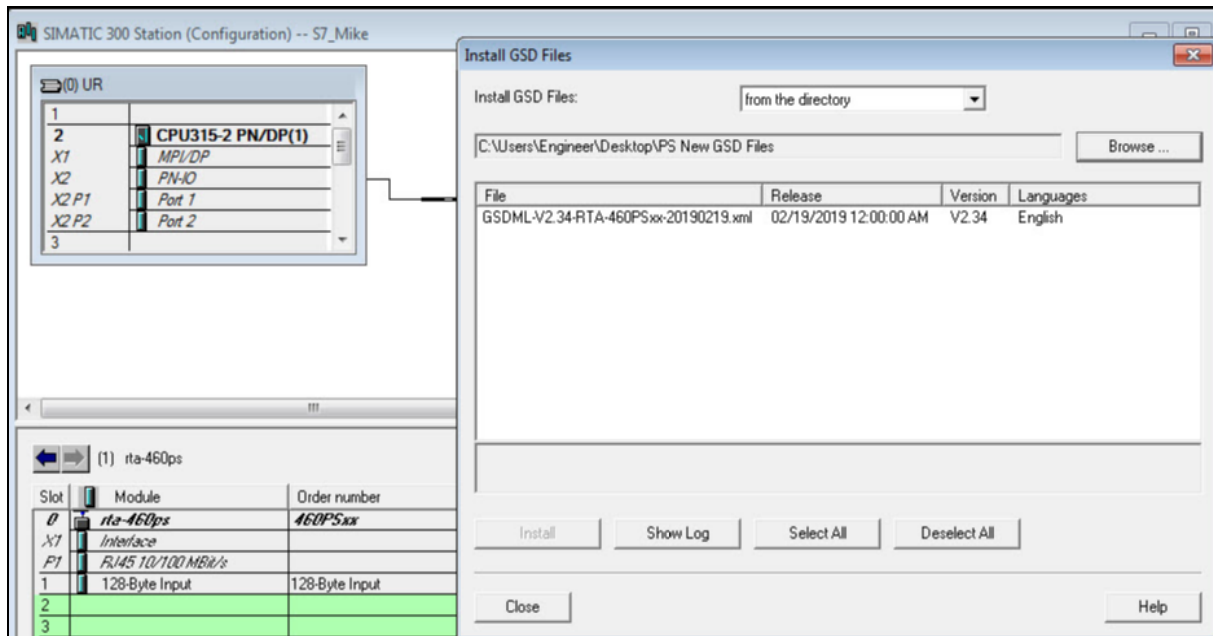 SIMATIC 300 Station (Configuration) -- S7_Mike
(0) UR
1
2 CPU315-2 PN/DP(1)
X1 MPI/DP
X2 PN-IO
X2 P1 Port 1
X2 P2 Port 2
3
(1) rta-460ps
Slot Module Order number
0 rta-460ps 460PSxx
X1 Interface
P1 RJ45 10/100 MBit/s
1 128-Byte Input 128-Byte Input
2
3
Install GSD Files
Install GSD Files: from the directory
C:\Users\Engineer\Desktop\PS New GSD Files Browse ...
File Release Version Languages
GSDML-V2.34-RTA-460PSxx-20190219.xml 02/19/2019 12:00:00 AM V2.34 English
Install Show Log Select All Deselect All
Close Help